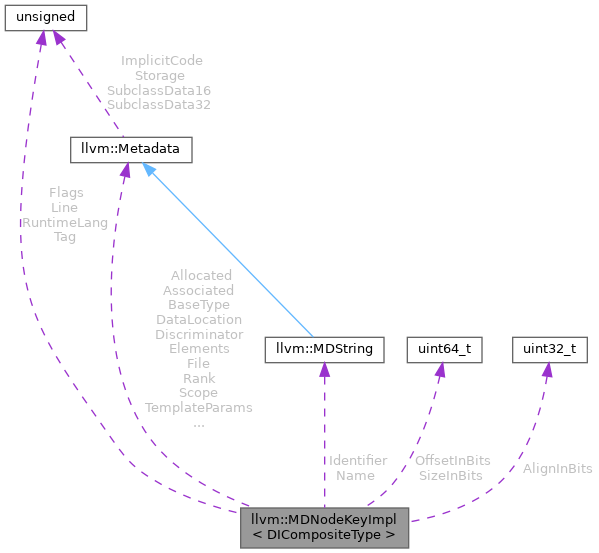 unsigned
ImplicitCode
Storage
SubclassData16
SubclassData32
llvm::Metadata
Flags
Line
RuntimeLang
Tag
Allocated
Associated
BaseType
DataLocation
Discriminator
Elements
File
Rank
Scope
TemplateParams
...
llvm::MDString
uint64_t
uint32_t
Identifier
Name
OffsetInBits
SizeInBits
AlignInBits
llvm::MDNodeKeyImpl
< DICompositeType >